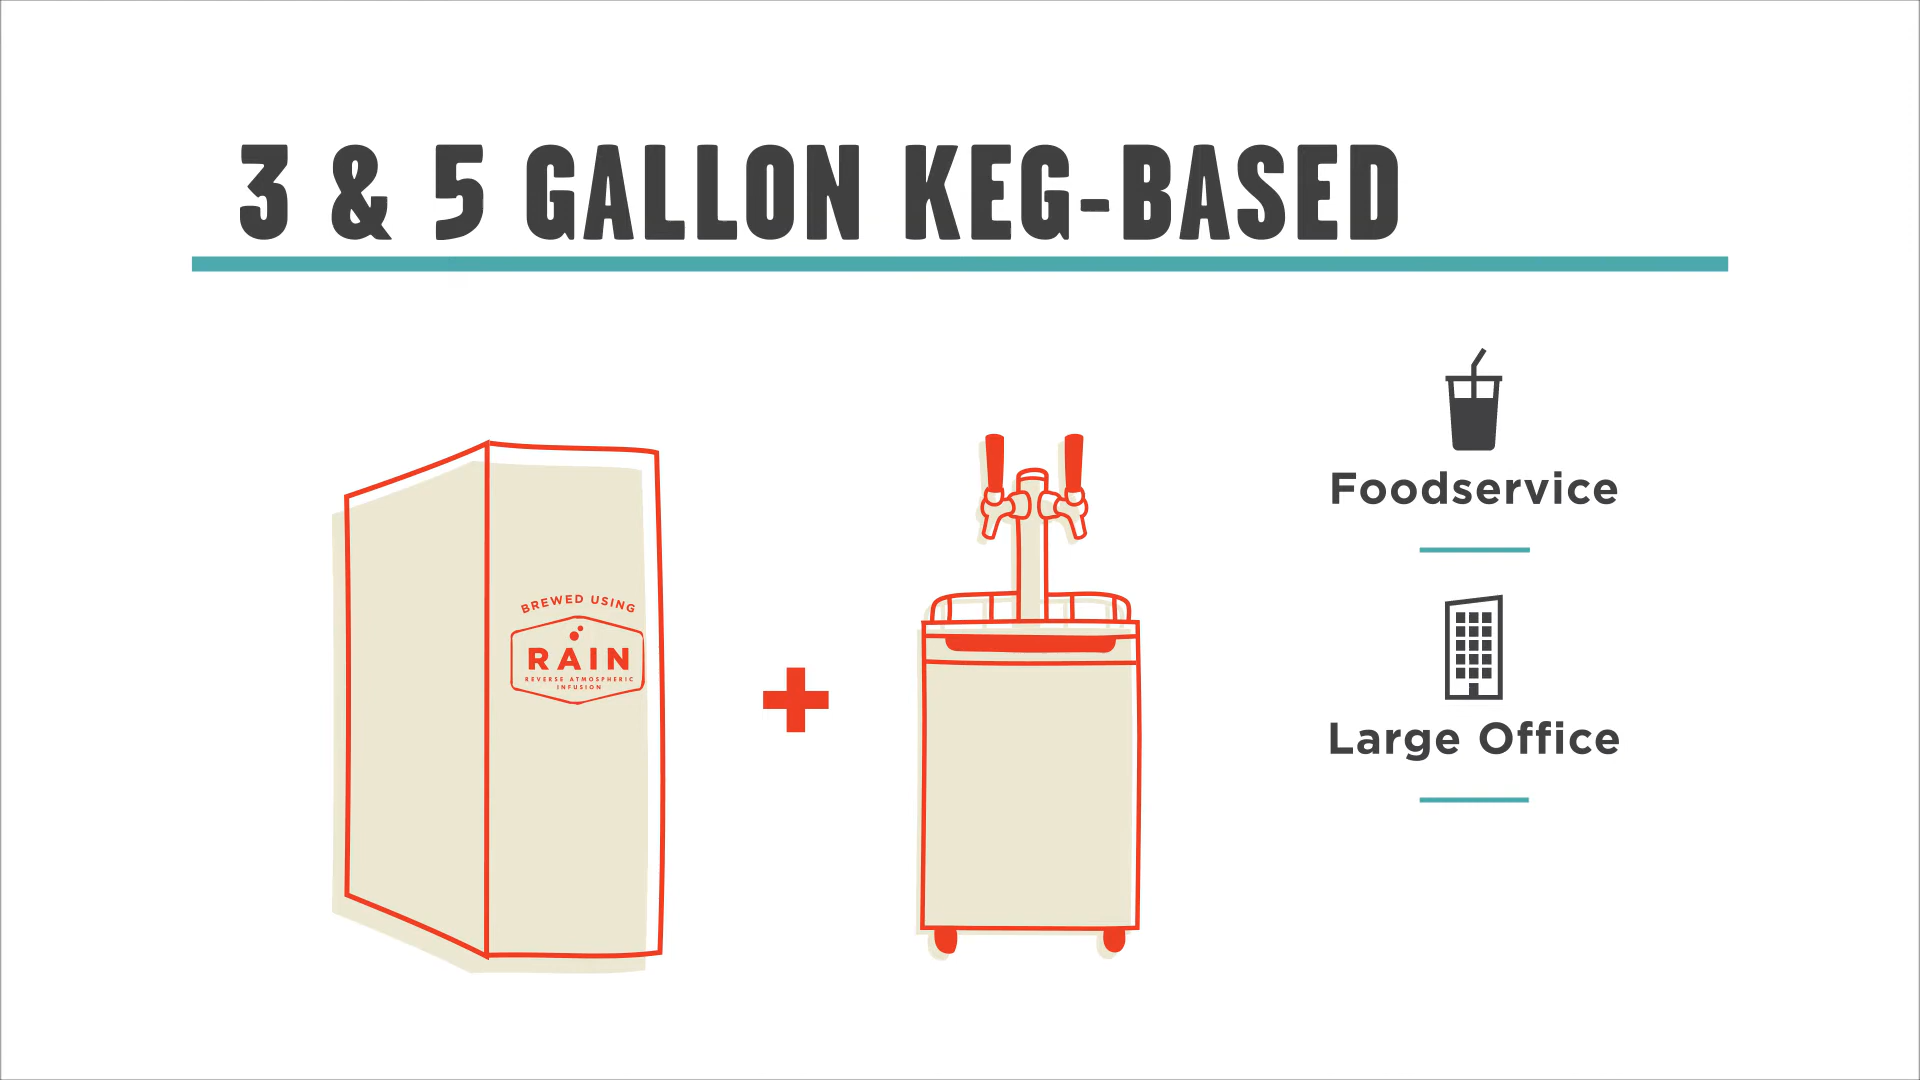 3 & 5 GALLON KEG-BASED
BREWED USING
RAIN
REVERSE ATMOSPHERIC
INFUSION
Foodservice
Large Office